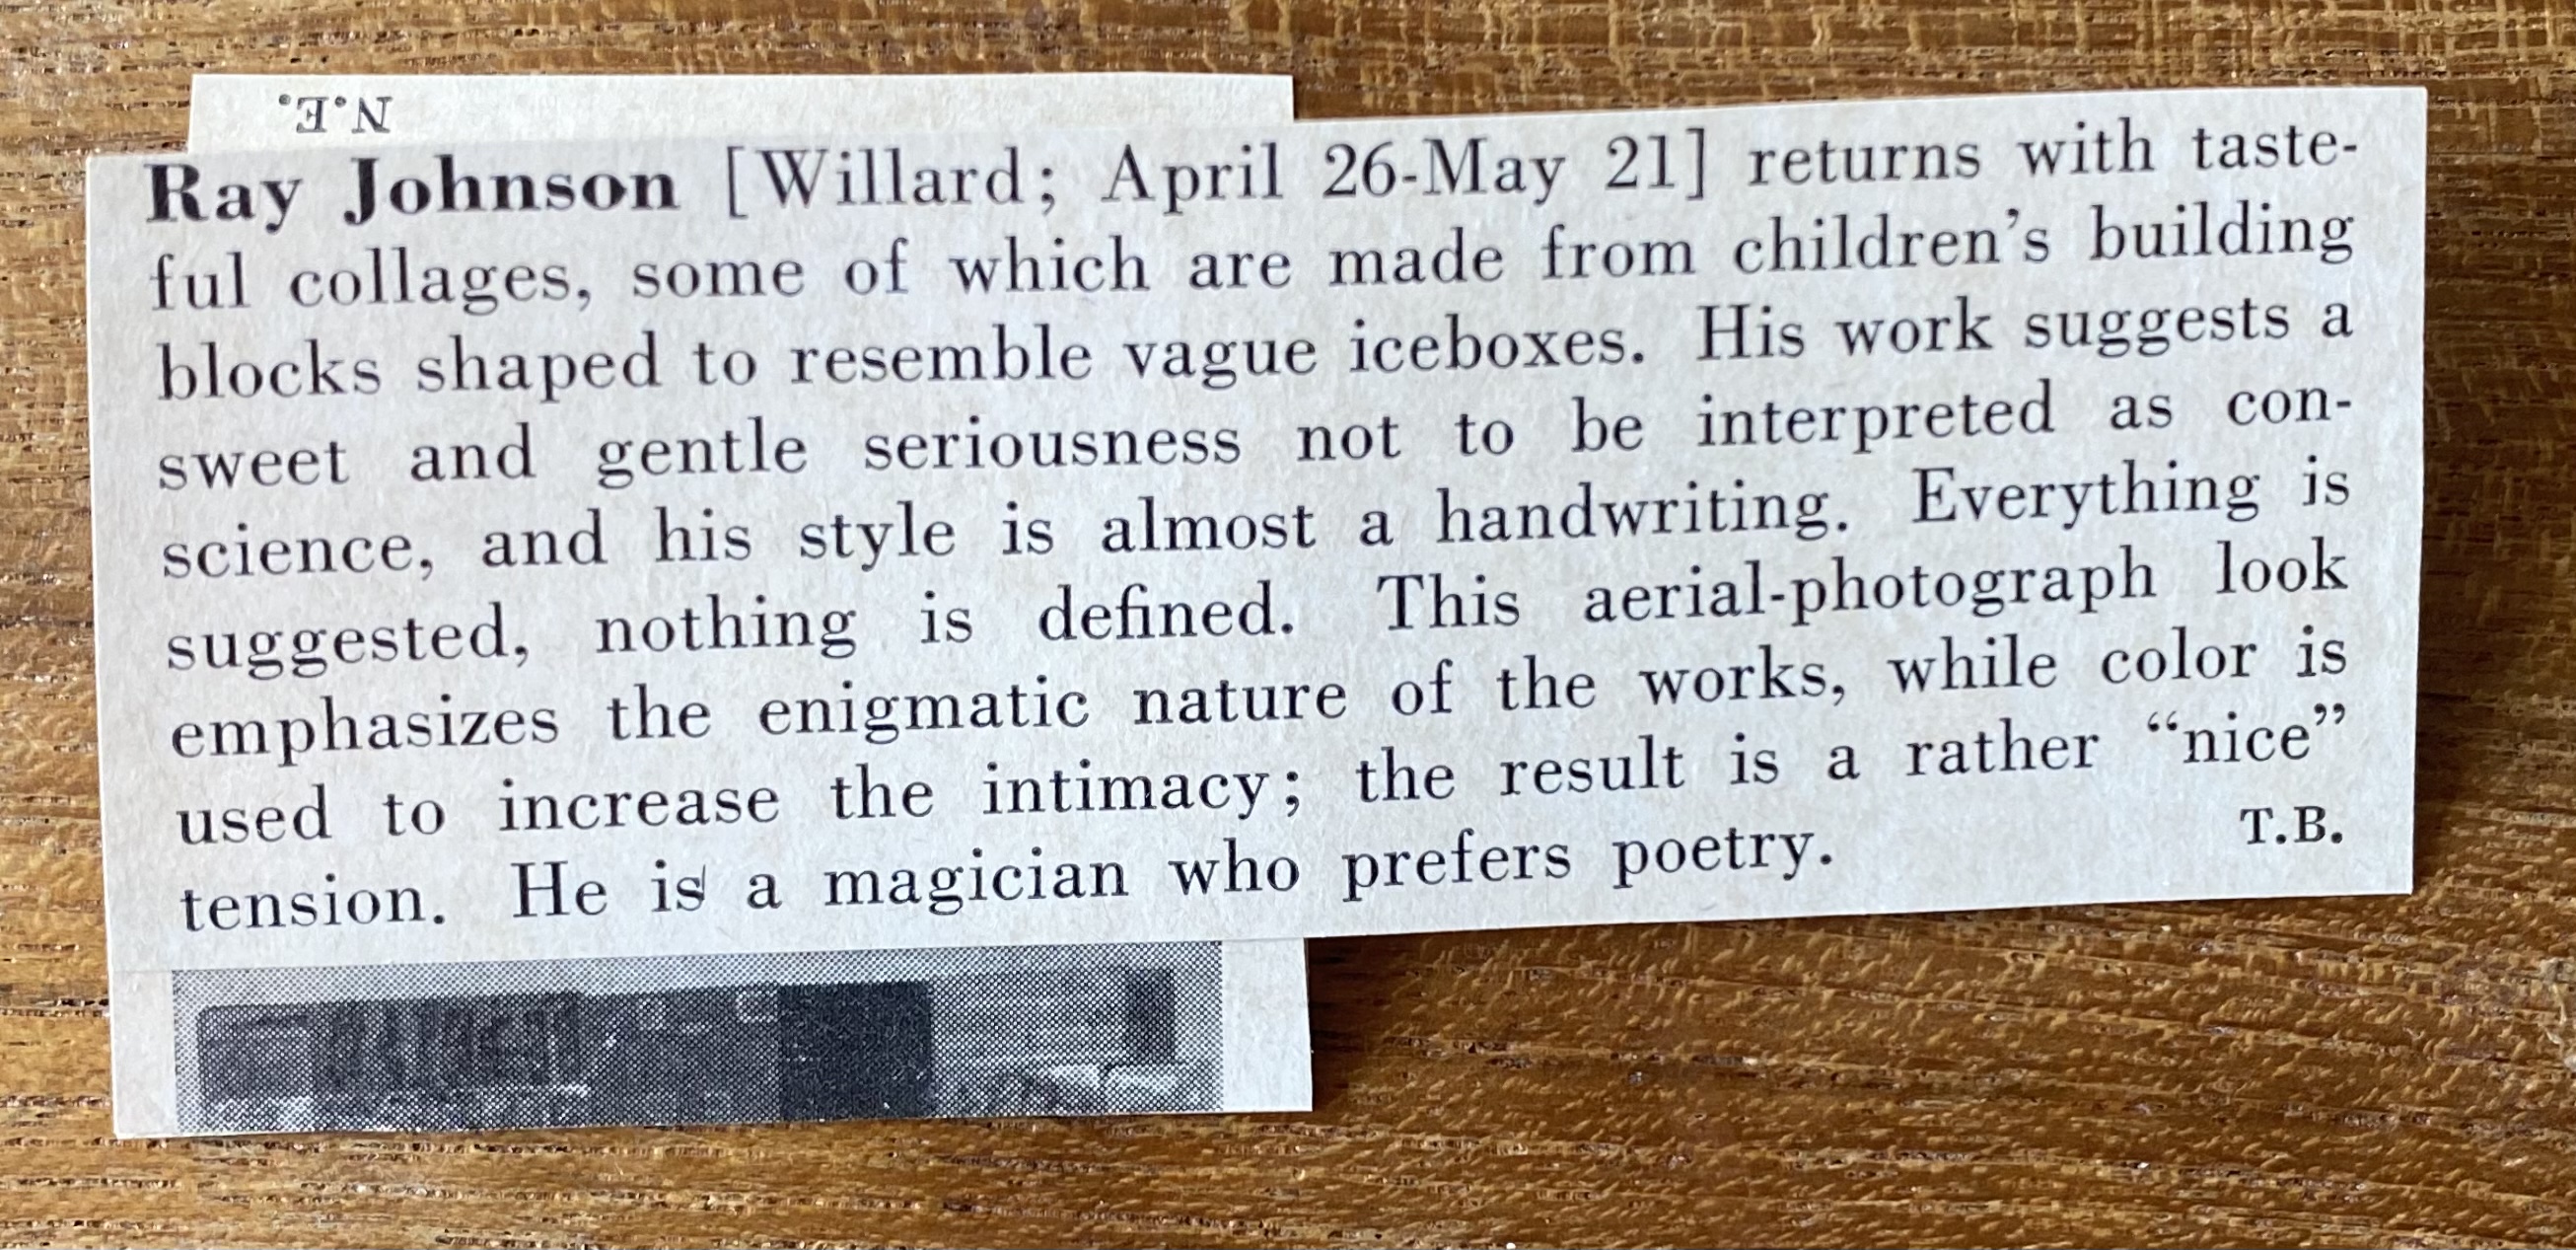 N.E.
Ray Johnson [Willard; April 26-May 21] returns with taste-
ful collages, some of which are made from children’s building
blocks shaped to resemble vague iceboxes. His work suggests a
sweet and gentle seriousness not to be interpreted as con-
science, and his style is almost a handwriting. Everything is
suggested, nothing is defined. This aerial-photograph look
emphasizes the enigmatic nature of the works, while color is
used to increase the intimacy; the result is a rather “nice”
tension. He is a magician who prefers poetry. T.B.